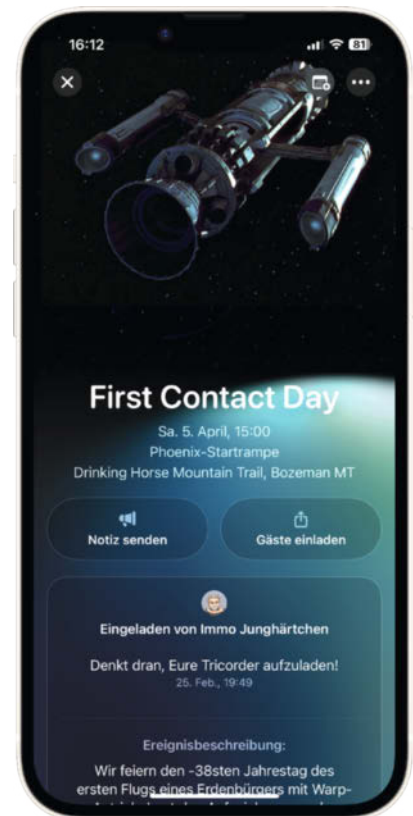 16:12
81
First Contact Day
Sa. 5. April, 15:00
Phoenix-Startrampe
Drinking Horse Mountain Trail, Bozeman MT
Notiz senden
Gäste einladen
Eingeladen von Immo Junghärtchen
Denkt dran, Eure Tricorder aufzuladen!
25. Feb., 19:49
Ereignisbeschreibung:
Wir feiern den -38sten Jahrestag des
ersten Flugs eines Erdenbürgers mit Warp-